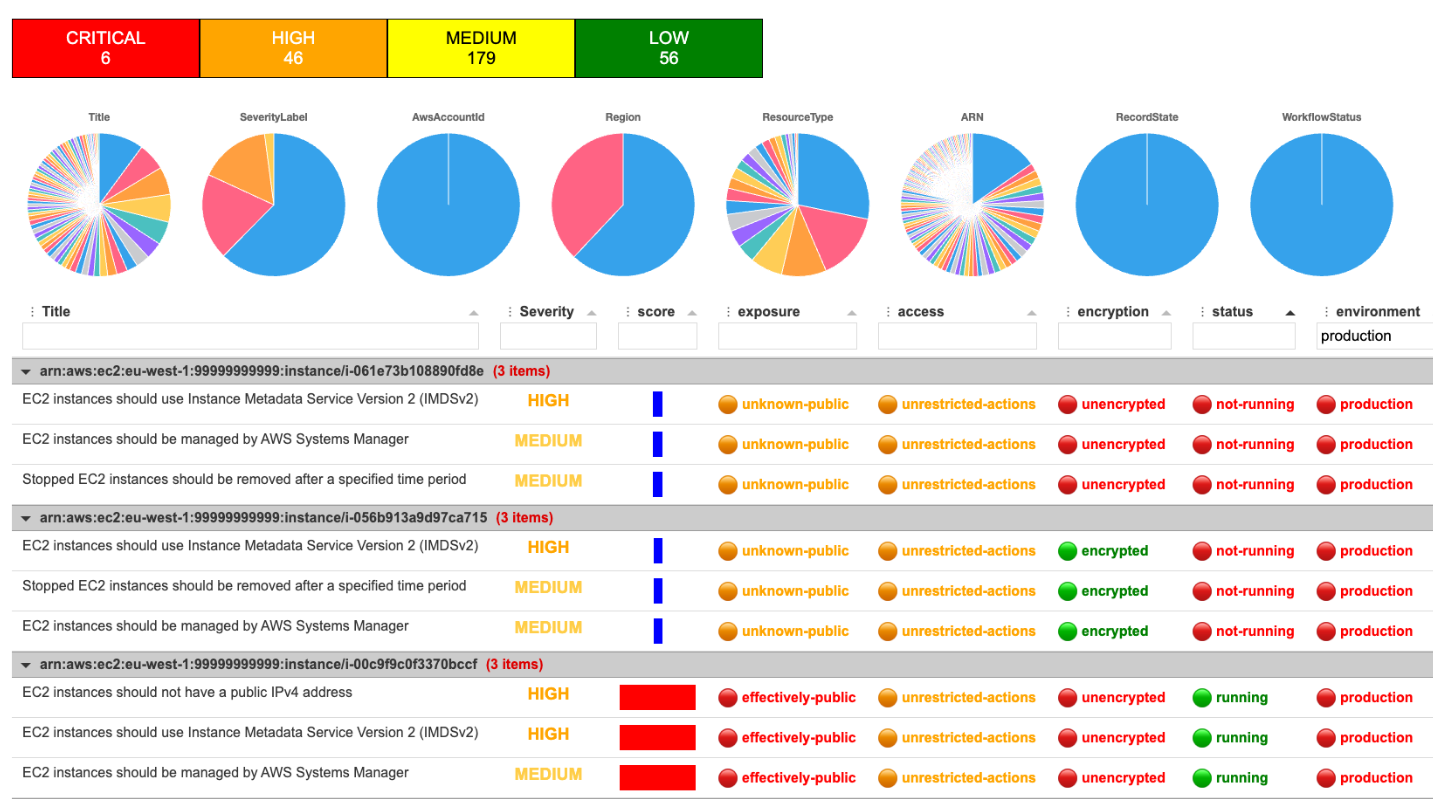 CRITICAL HIGH MEDIUM LOW
6 46 179 56
Title SeverityLabel AwsAccountId Region ResourceType ARN RecordState WorkflowStatus
Title Severity score exposure access encryption status environment
production
arn:aws:ec2:eu-west-1:99999999999:instance/i-061e73b108890fd8e (3 items)
EC2 instances should use Instance Metadata Service Version 2 (IMDSv2) HIGH unknown-public unrestricted-actions unencrypted not-running production
EC2 instances should be managed by AWS Systems Manager MEDIUM unknown-public unrestricted-actions unencrypted not-running production
Stopped EC2 instances should be removed after a specified time period MEDIUM unknown-public unrestricted-actions unencrypted not-running production
arn:aws:ec2:eu-west-1:99999999999:instance/i-056b913a9d97ca715 (3 items)
EC2 instances should use Instance Metadata Service Version 2 (IMDSv2) HIGH unknown-public unrestricted-actions encrypted not-running production
Stopped EC2 instances should be removed after a specified time period MEDIUM unknown-public unrestricted-actions encrypted not-running production
EC2 instances should be managed by AWS Systems Manager MEDIUM unknown-public unrestricted-actions encrypted not-running production
arn:aws:ec2:eu-west-1:99999999999:instance/i-00c9f9c0f3370bccf (3 items)
EC2 instances should not have a public IPv4 address HIGH effectively-public unrestricted-actions unencrypted running production
EC2 instances should use Instance Metadata Service Version 2 (IMDSv2) HIGH effectively-public unrestricted-actions unencrypted running production
EC2 instances should be managed by AWS Systems Manager MEDIUM effectively-public unrestricted-actions unencrypted running production